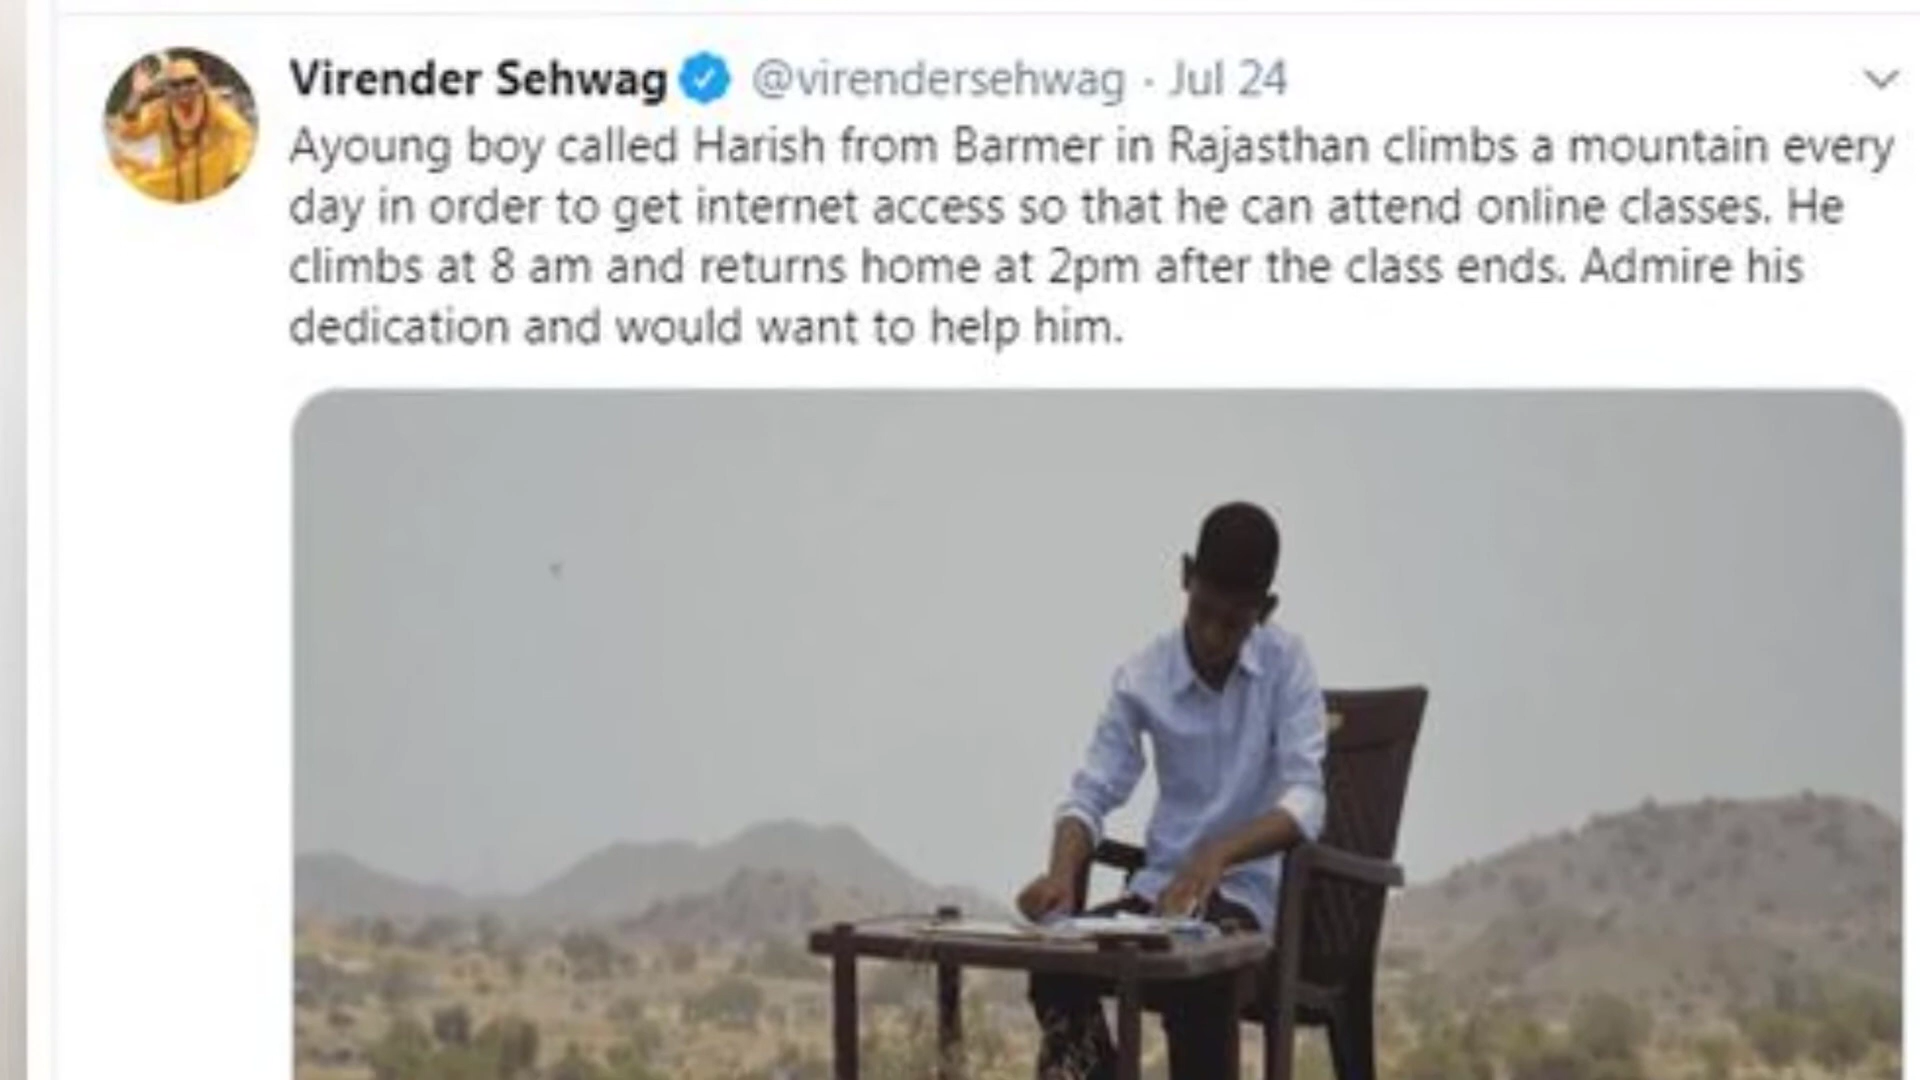 Virender Sehwag @virendersehwag · Jul 24
Ayoung boy called Harish from Barmer in Rajasthan climbs a mountain every
day in order to get internet access so that he can attend online classes. He
climbs at 8 am and returns home at 2pm after the class ends. Admire his
dedication and would want to help him.